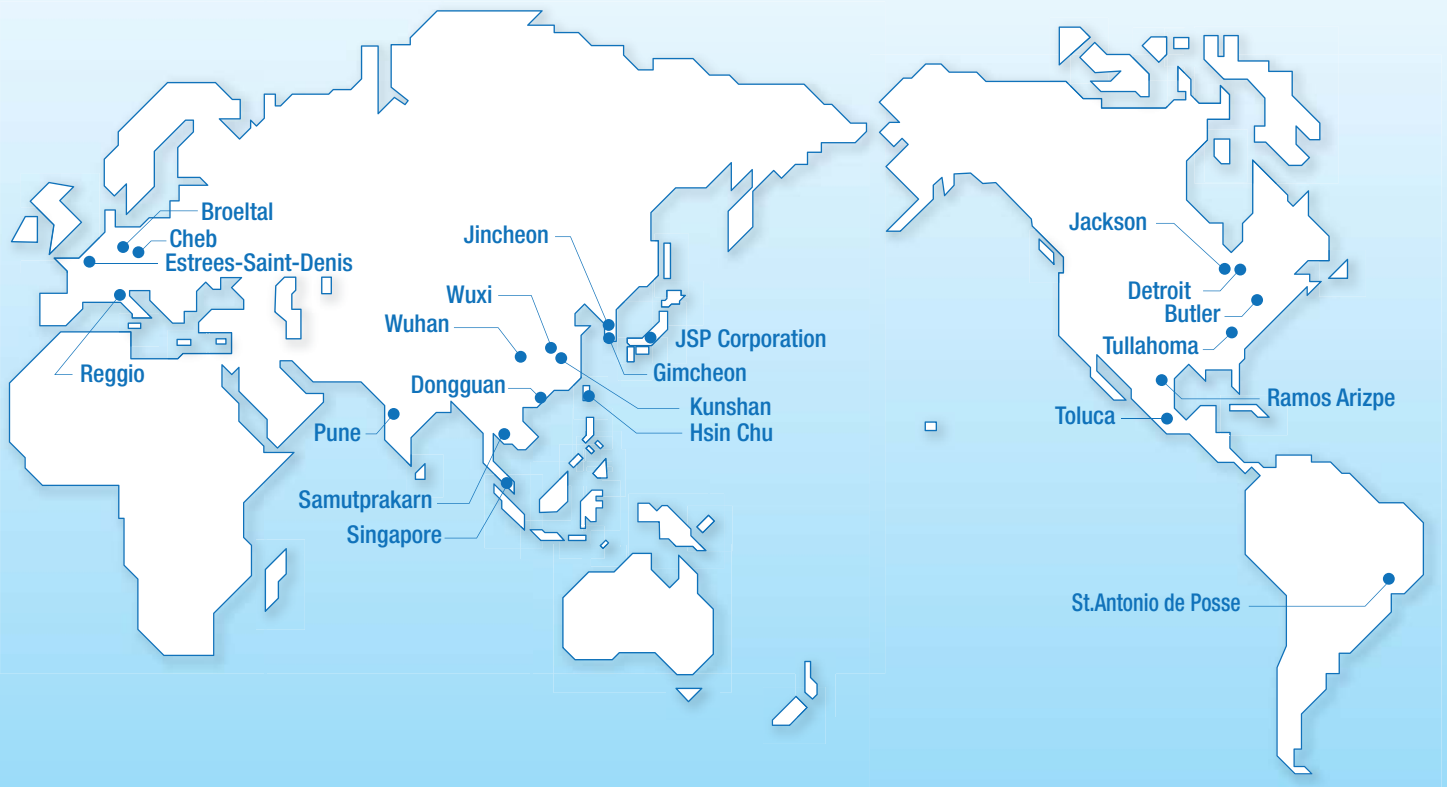 Broeltal
Cheb
Estrees-Saint-Denis
Reggio
Jincheon
Wuxi
Wuhan
JSP Corporation
Gimcheon
Dongguan
Kunshan
Hsin Chu
Pune
Samutprakarn
Singapore
Jackson
Detroit
Butler
Tullahoma
Ramos Arizpe
Toluca
St.Antonio de Posse